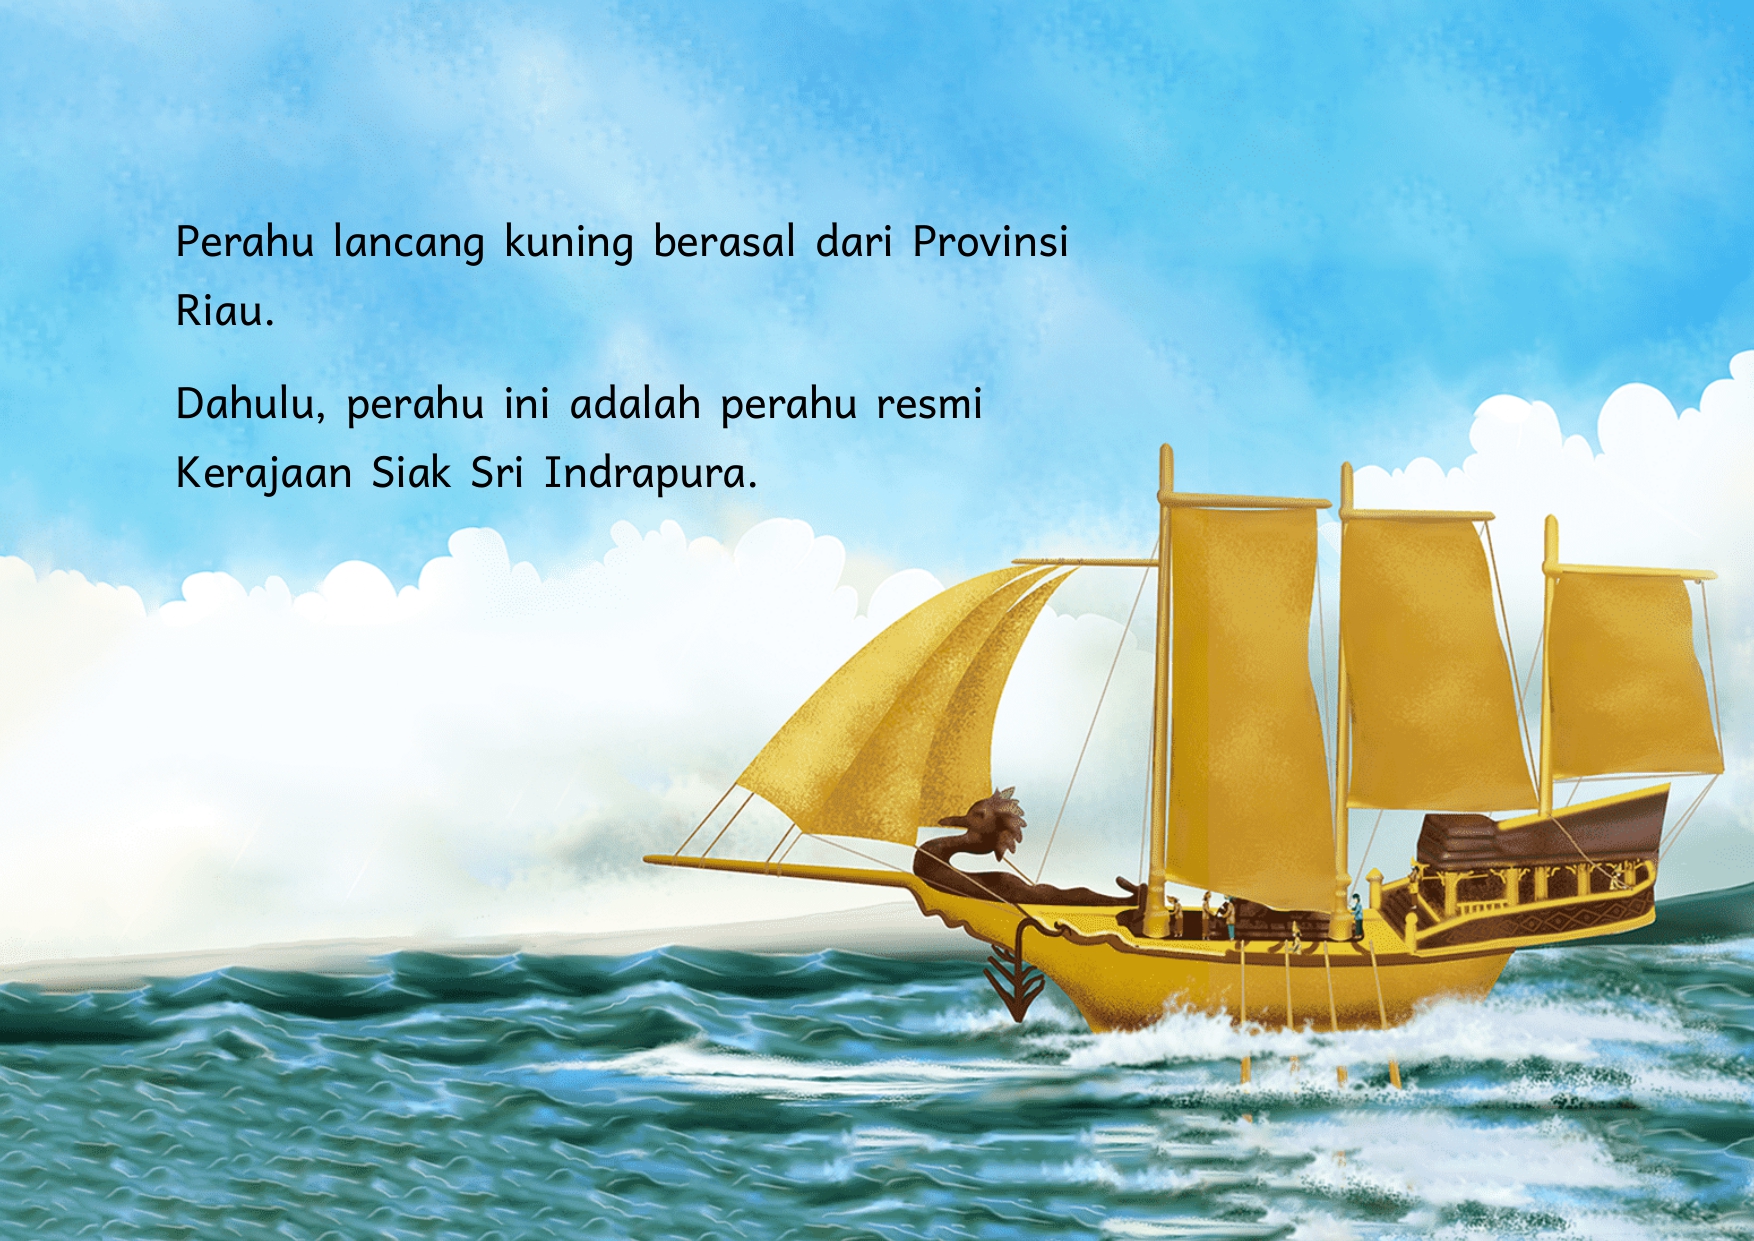 Perahu lancang kuning berasal dari Provinsi
Riau.
Dahulu, perahu ini adalah perahu resmi
Kerajaan Siak Sri Indrapura.